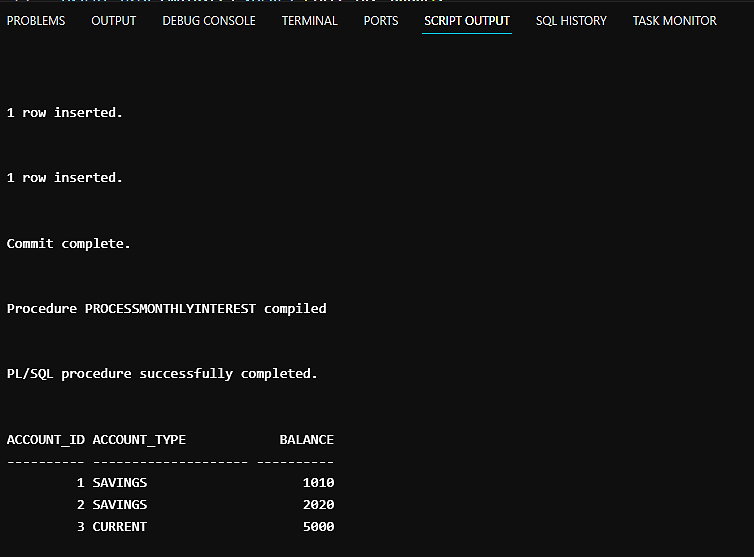 PROBLEMS OUTPUT DEBUG CONSOLE TERMINAL PORTS SCRIPT OUTPUT SQL HISTORY TASK MONITOR
1 row inserted.
1 row inserted.
Commit complete.
Procedure PROCESSMONTHLYINTEREST compiled
PL/SQL procedure successfully completed.
ACCOUNT_ID ACCOUNT_TYPE            BALANCE
---------- -------------------- ----------
         1 SAVINGS                    1010
         2 SAVINGS                    2020
         3 CURRENT                    5000